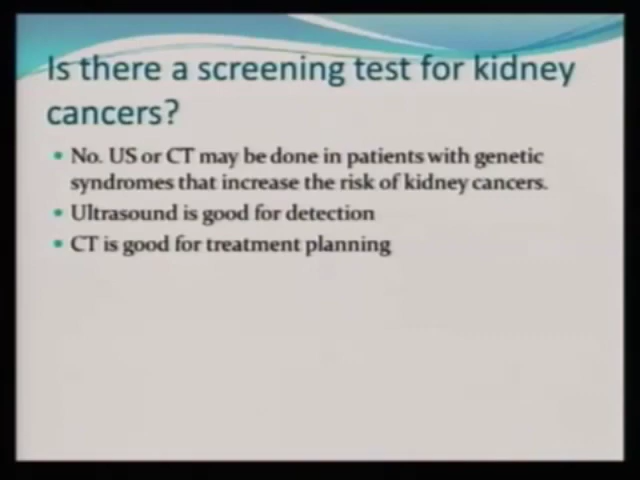 Is there a screening test for kidney
cancers?
• No. US or CT may be done in patients with genetic
syndromes that increase the risk of kidney cancers.
• Ultrasound is good for detection
• CT is good for treatment planning